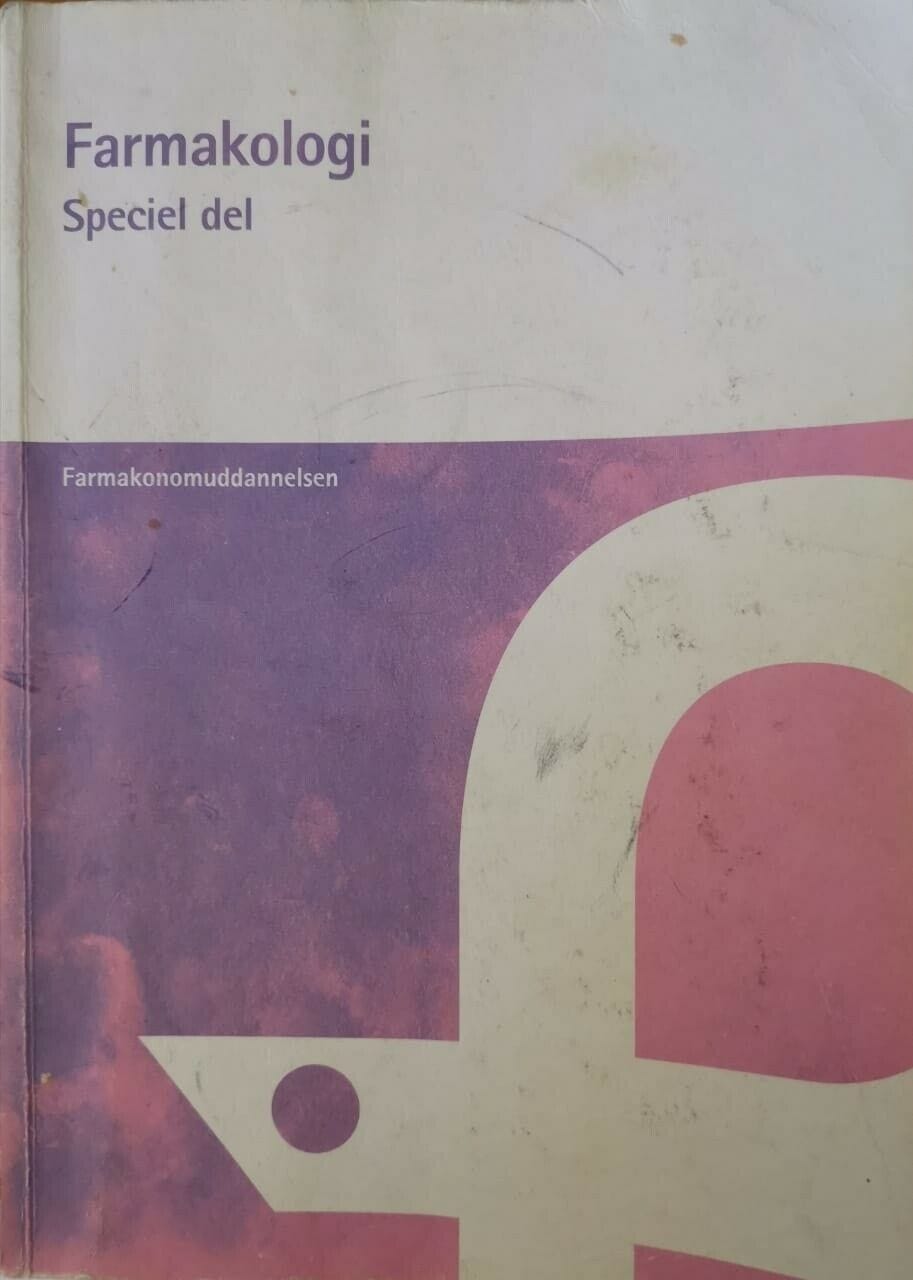 Farmakologi
Speciel del
Farmakonomuddannelsen